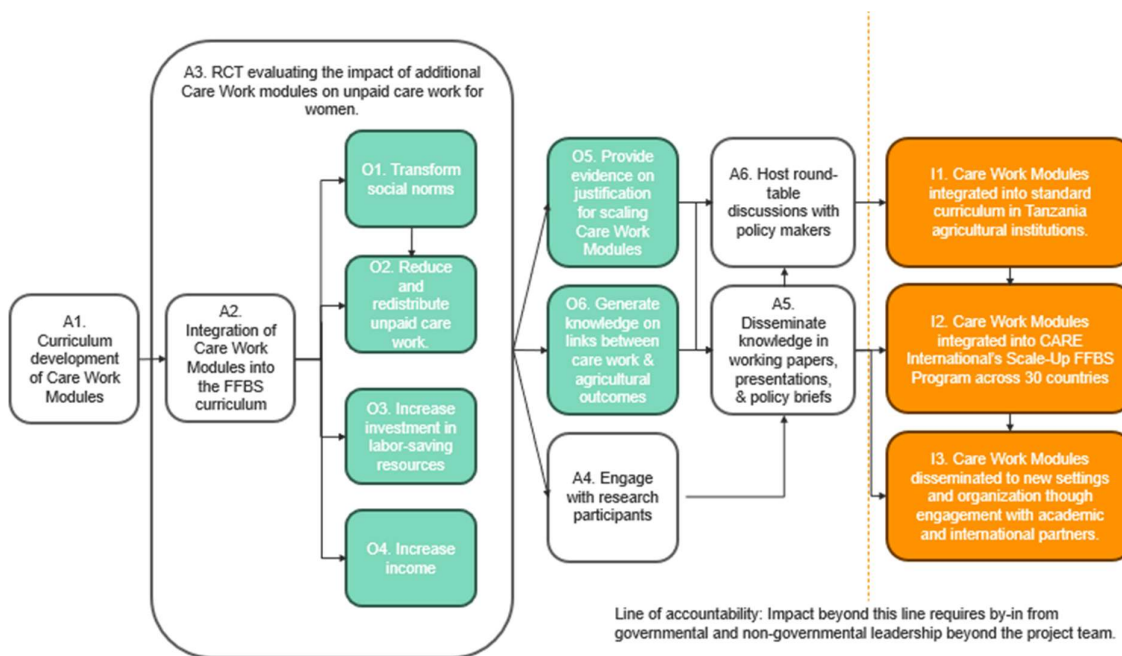 A3. RCT evaluating the impact of additional
Care Work modules on unpaid care work for
women.
A1.
Curriculum
development
of Care Work
Modules
A2.
Integration of
Care Work
Modules into
the FFBS
curriculum
O1. Transform
social norms
O2. Reduce
and
redistribute
unpaid care
work.
O3. Increase
investment in
labor-saving
resources
O4. Increase
income
O5. Provide
evidence on
justification
for scaling
Care Work
Modules
O6. Generate
knowledge on
links between
care work &
agricultural
outcomes
A4. Engage
with research
participants
A6. Host round-
table
discussions with
policy makers
A5.
Disseminate
knowledge in
working papers,
presentations,
& policy briefs
I1. Care Work Modules
integrated into standard
curriculum in Tanzania
agricultural institutions.
I2. Care Work Modules
integrated into CARE
International's Scale-Up FFBS
Program across 30 countries
I3. Care Work Modules
disseminated to new settings
and organization though
engagement with academic
and international partners.
Line of accountability: Impact beyond this line requires by-in from
governmental and non-governmental leadership beyond the project team.